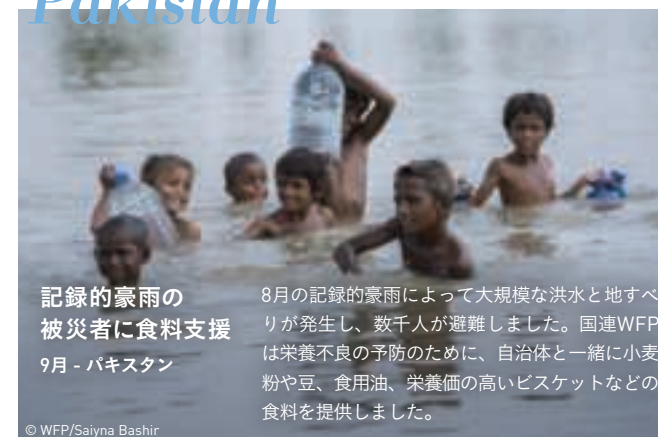 Pakistan
記録的豪雨の
被災者に食料支援
9月 - パキスタン
8月の記録的豪雨によって大規模な洪水と地すべ
りが発生し、数千人が避難しました。国連WFP
は栄養不良の予防のために、自治体と一緒に小麦
粉や豆、食用油、栄養価の高いビスケットなどの
食料を提供しました。
© WFP/Saiyna Bashir